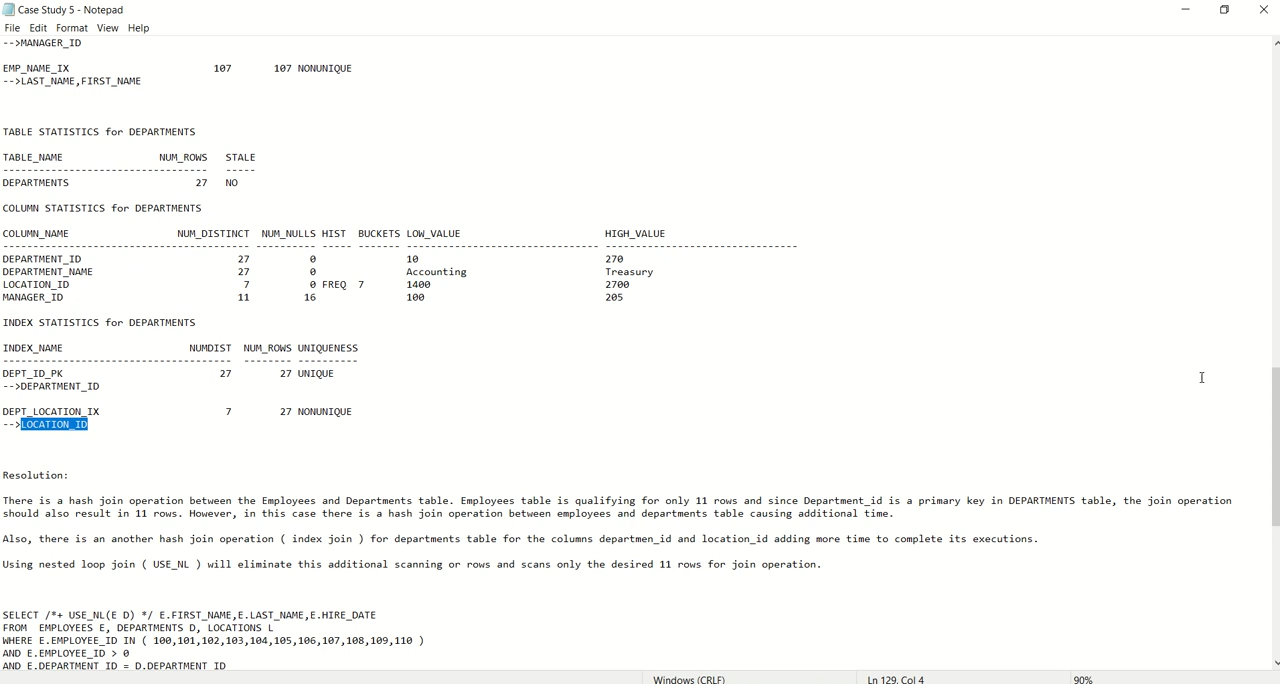 Case Study 5 - Notepad
File Edit Format View Help
-->MANAGER_ID
EMP_NAME_IX 107 107 NONUNIQUE
-->LAST_NAME,FIRST_NAME
TABLE STATISTICS for DEPARTMENTS
TABLE_NAME NUM_ROWS STALE
---------------------------------- -----
DEPARTMENTS 27 NO
COLUMN STATISTICS for DEPARTMENTS
COLUMN_NAME NUM_DISTINCT NUM_NULLS HIST BUCKETS LOW_VALUE HIGH_VALUE
----------------------------------------- ---------- ----- ------- -------------------------------- --------------------------------
DEPARTMENT_ID 27 0 10 270
DEPARTMENT_NAME 27 0 Accounting Treasury
LOCATION_ID 7 0 FREQ 7 1400 2700
MANAGER_ID 11 16 100 205
INDEX STATISTICS for DEPARTMENTS
INDEX_NAME NUMDIST NUM_ROWS UNIQUENESS
-------------------------------------- -------- ----------
DEPT_ID_PK 27 27 UNIQUE
-->DEPARTMENT_ID
DEPT_LOCATION_IX 7 27 NONUNIQUE
-->LOCATION_ID
Resolution:
There is a hash join operation between the Employees and Departments table. Employees table is qualifying for only 11 rows and since Department_id is a primary key in DEPARTMENTS table, the join operation
should also result in 11 rows. However, in this case there is a hash join operation between employees and departments table causing additional time.
Also, there is an another hash join operation ( index join ) for departments table for the columns departmen_id and location_id adding more time to complete its executions.
Using nested loop join ( USE_NL ) will eliminate this additional scanning or rows and scans only the desired 11 rows for join operation.
SELECT /*+ USE_NL(E D) */ E.FIRST_NAME,E.LAST_NAME,E.HIRE_DATE
FROM EMPLOYEES E, DEPARTMENTS D, LOCATIONS L
WHERE E.EMPLOYEE_ID IN ( 100,101,102,103,104,105,106,107,108,109,110 )
AND E.EMPLOYEE_ID > 0
AND E.DEPARTMENT_ID = D.DEPARTMENT_ID
Windows (CRLF) Ln 129, Col 4 90%